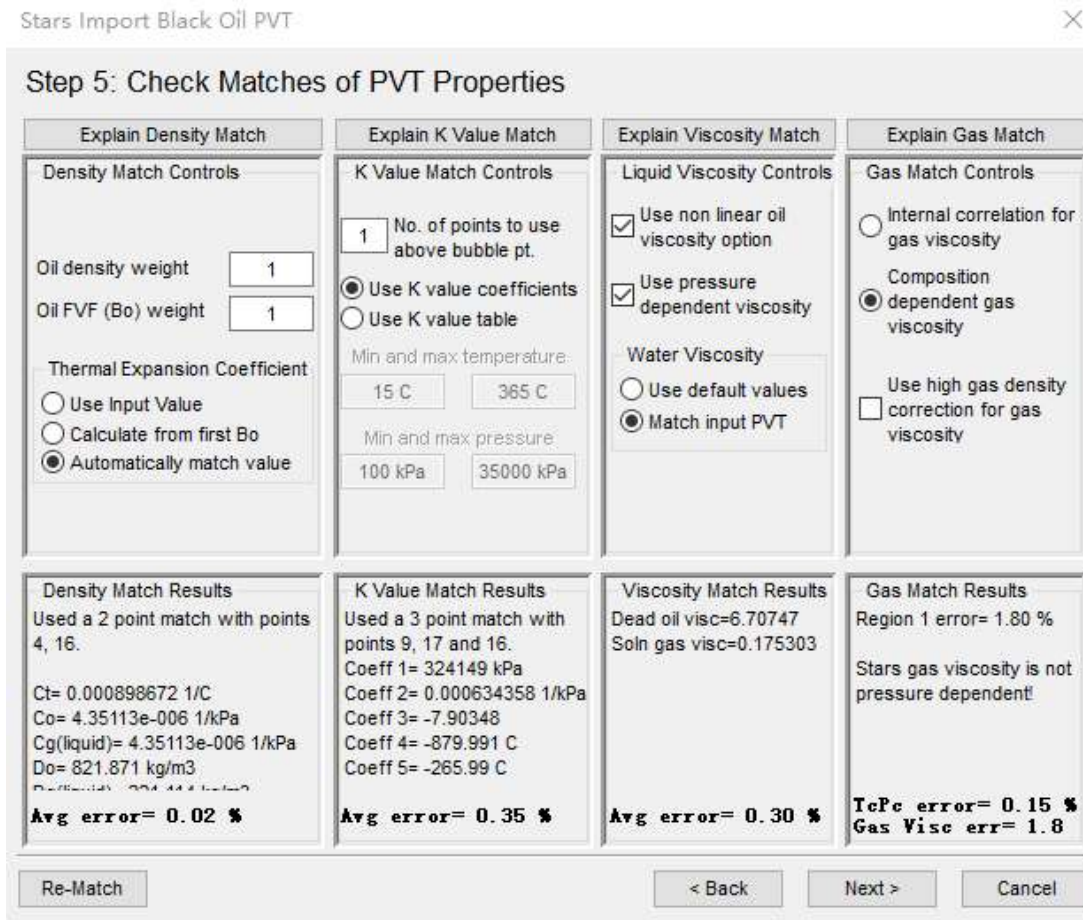 Stars Import Black Oil PVT
Step 5: Check Matches of PVT Properties
Explain Density Match
Density Match Controls
Oil density weight 1
Oil FVF (Bo) weight 1
Thermal Expansion Coefficient
Use Input Value
Calculate from first Bo
Automatically match value
Explain K Value Match
K Value Match Controls
1 No. of points to use
above bubble pt.
Use K value coefficients
Use K value table
Min and max temperature
15 C 365 C
Min and max pressure
100 kPa 35000 kPa
Explain Viscosity Match
Liquid Viscosity Controls
Use non linear oil
viscosity option
Use pressure
dependent viscosity
Water Viscosity
Use default values
Match input PVT
Explain Gas Match
Gas Match Controls
Internal correlation for
gas viscosity
Composition
dependent gas
viscosity
Use high gas density
correction for gas
viscosity
Density Match Results
Used a 2 point match with points
4, 16.
Ct= 0.000898672 1/C
Co= 4.35113e-006 1/kPa
Cg(liquid)= 4.35113e-006 1/kPa
Do= 821.871 kg/m3
Avg error= 0.02 %
K Value Match Results
Used a 3 point match with
points 9, 17 and 16.
Coeff 1= 324149 kPa
Coeff 2= 0.000634358 1/kPa
Coeff 3= -7.90348
Coeff 4= -879.991 C
Coeff 5= -265.99 C
Avg error= 0.35 %
Viscosity Match Results
Dead oil visc=6.70747
Soln gas visc=0.175303
Avg error= 0.30 %
Gas Match Results
Region 1 error= 1.80 %
Stars gas viscosity is not
pressure dependent!
TcPc error= 0.15 %
Gas Visc err= 1.8
Re-Match
< Back
Next >
Cancel